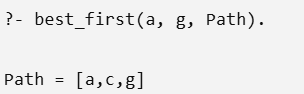 ?- best_first(a, g, Path).
Path = [a,c,g]